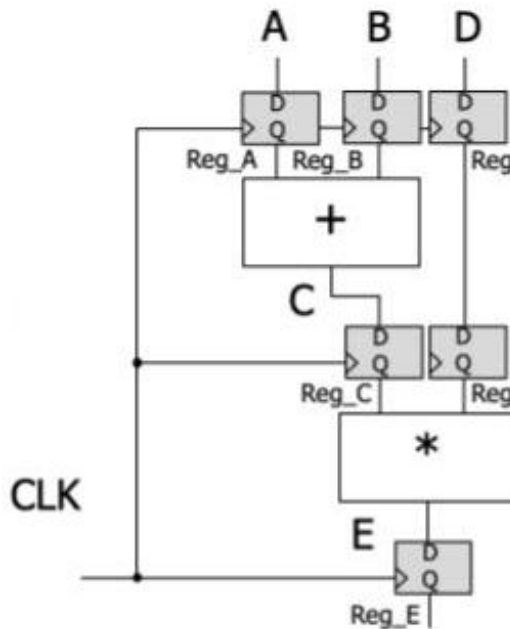 A B D
D D D
Q Q Q
Reg_A Reg_B Reg
+
C
D D
Q Q
Reg_C Reg
*
CLK
E
D
Q
Reg_E